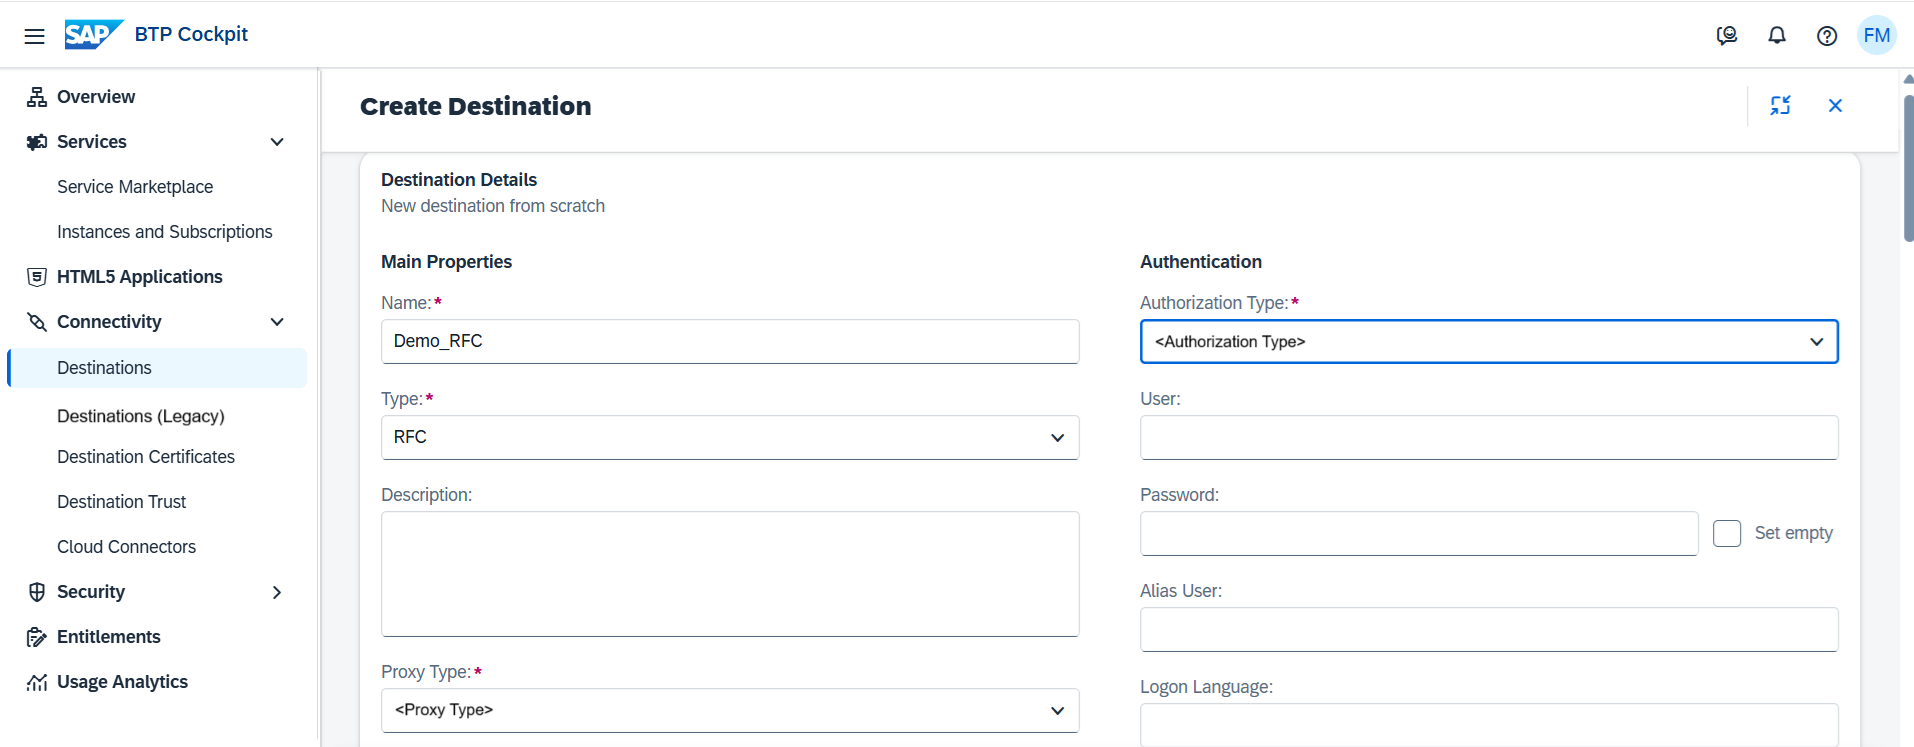 SAP BTP Cockpit
FM
Overview
Services
Service Marketplace
Instances and Subscriptions
HTML5 Applications
Connectivity
Destinations
Destinations (Legacy)
Destination Certificates
Destination Trust
Cloud Connectors
Security
Entitlements
Usage Analytics
Create Destination
Destination Details
New destination from scratch
Main Properties
Name:*
Demo_RFC
Type:*
RFC
Description:
Proxy Type:*
<Proxy Type>
Authentication
Authorization Type:*
<Authorization Type>
User:
Password:
Set empty
Alias User:
Logon Language: